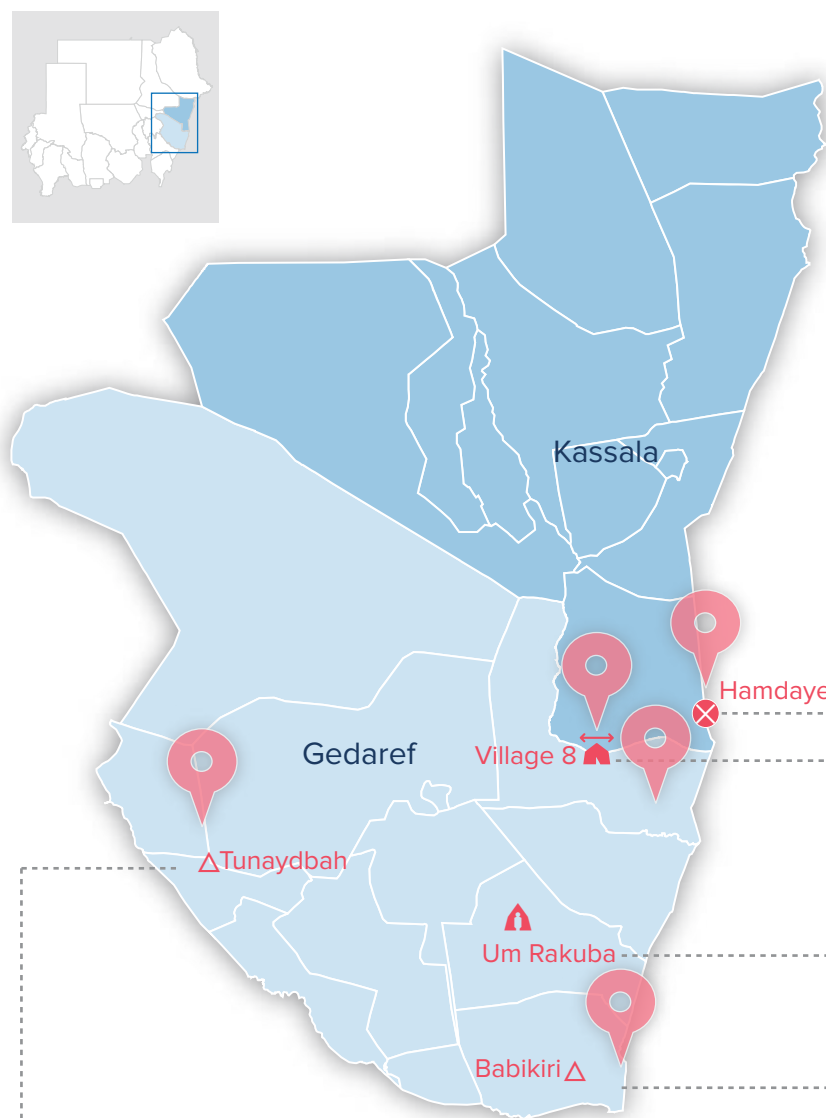 Kassala
Hamdaye
Gedaref
Village 8
Tunaydbah
Um Rakuba
Babikiri